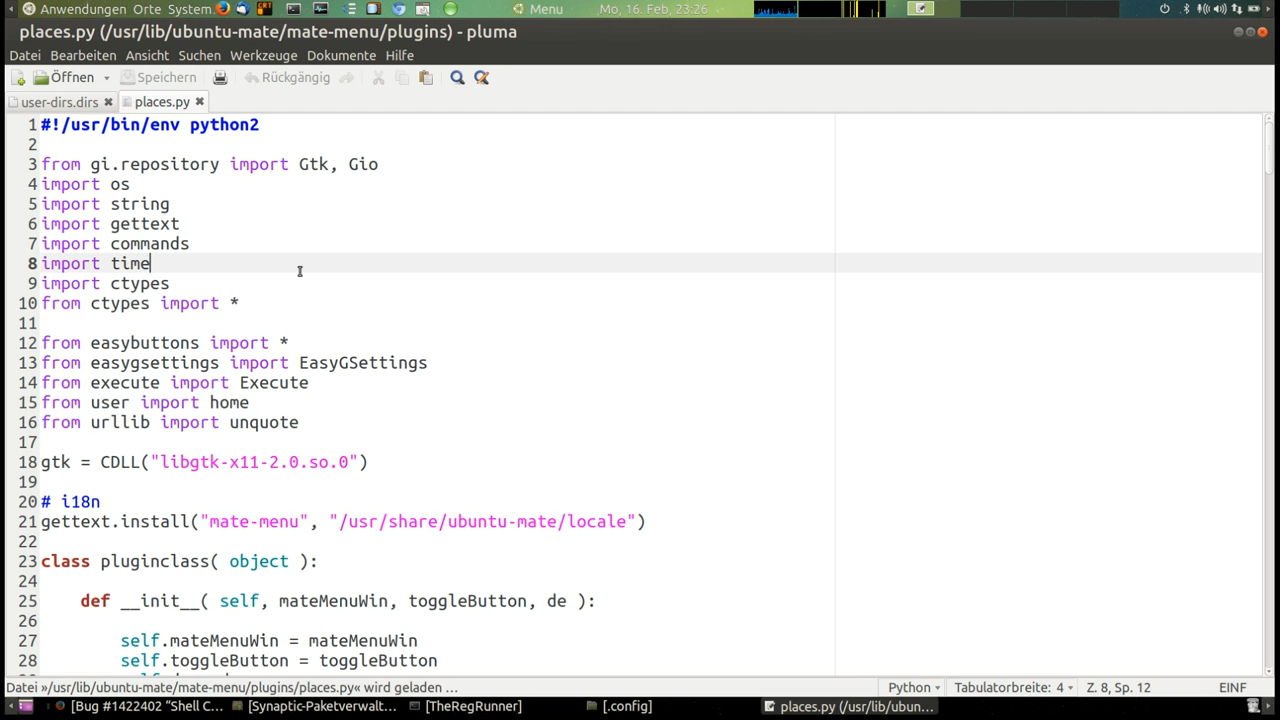 Anwendungen Orte System
Menu
Mo, 16. Feb, 23:26
places.py (/usr/lib/ubuntu-mate/mate-menu/plugins) - pluma
Datei Bearbeiten Ansicht Suchen Werkzeuge Dokumente Hilfe
Öffnen Speichern Rückgängig
user-dirs.dirs places.py
1 #!/usr/bin/env python2
2
3 from gi.repository import Gtk, Gio
4 import os
5 import string
6 import gettext
7 import commands
8 import time
9 import ctypes
10 from ctypes import *
11
12 from easybuttons import *
13 from easygsettings import EasyGSettings
14 from execute import Execute
15 from user import home
16 from urllib import unquote
17
18 gtk = CDLL("libgtk-x11-2.0.so.0")
19
20 # i18n
21 gettext.install("mate-menu", "/usr/share/ubuntu-mate/locale")
22
23 class pluginclass( object ):
24
25 def __init__( self, mateMenuWin, toggleButton, de ):
26
27 self.mateMenuWin = mateMenuWin
28 self.toggleButton = toggleButton
Datei »/usr/lib/ubuntu-mate/mate-menu/plugins/places.py« wird geladen … Python Tabulatorbreite: 4 Z. 8, Sp. 12 EINF
[Bug #1422402 "Shell C... [Synaptic-Paketverwalt... [TheRegRunner] [.config] places.py (/usr/lib/ubun...